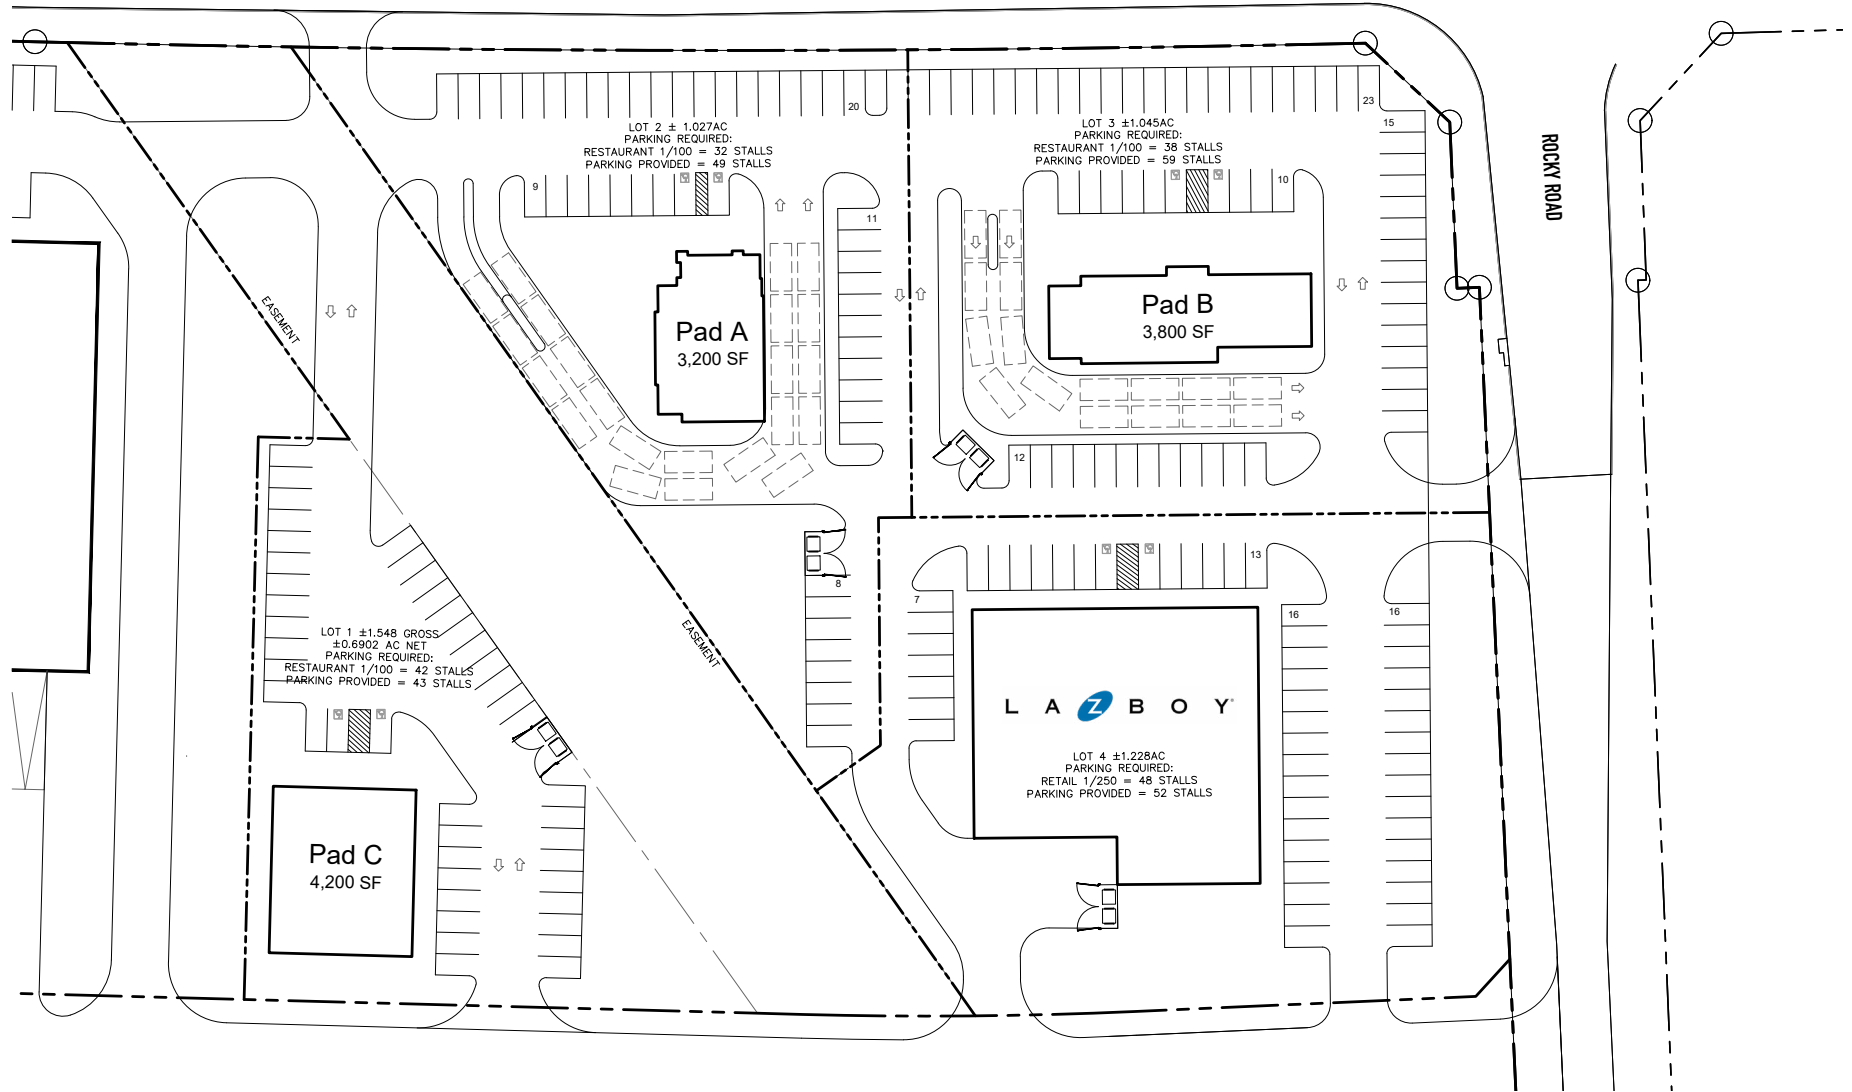 20
23
15
LOT 2 ± 1.027AC
PARKING REQUIRED:
RESTAURANT 1/100 = 32 STALLS
PARKING PROVIDED = 49 STALLS
LOT 3 ±1.045AC
PARKING REQUIRED:
RESTAURANT 1/100 = 38 STALLS
PARKING PROVIDED = 59 STALLS
ROCKY ROAD
9
10
11
EASEMENT
Pad A
3,200 SF
Pad B
3,800 SF
12
13
8
7
16
16
EASEMENT
LOT 1 ±1.548 GROSS
±0.6902 AC NET
PARKING REQUIRED:
RESTAURANT 1/100 = 42 STALLS
PARKING PROVIDED = 43 STALLS
LA Z BOY
LOT 4 ±1.228AC
PARKING REQUIRED:
RETAIL 1/250 = 48 STALLS
PARKING PROVIDED = 52 STALLS
Pad C
4,200 SF